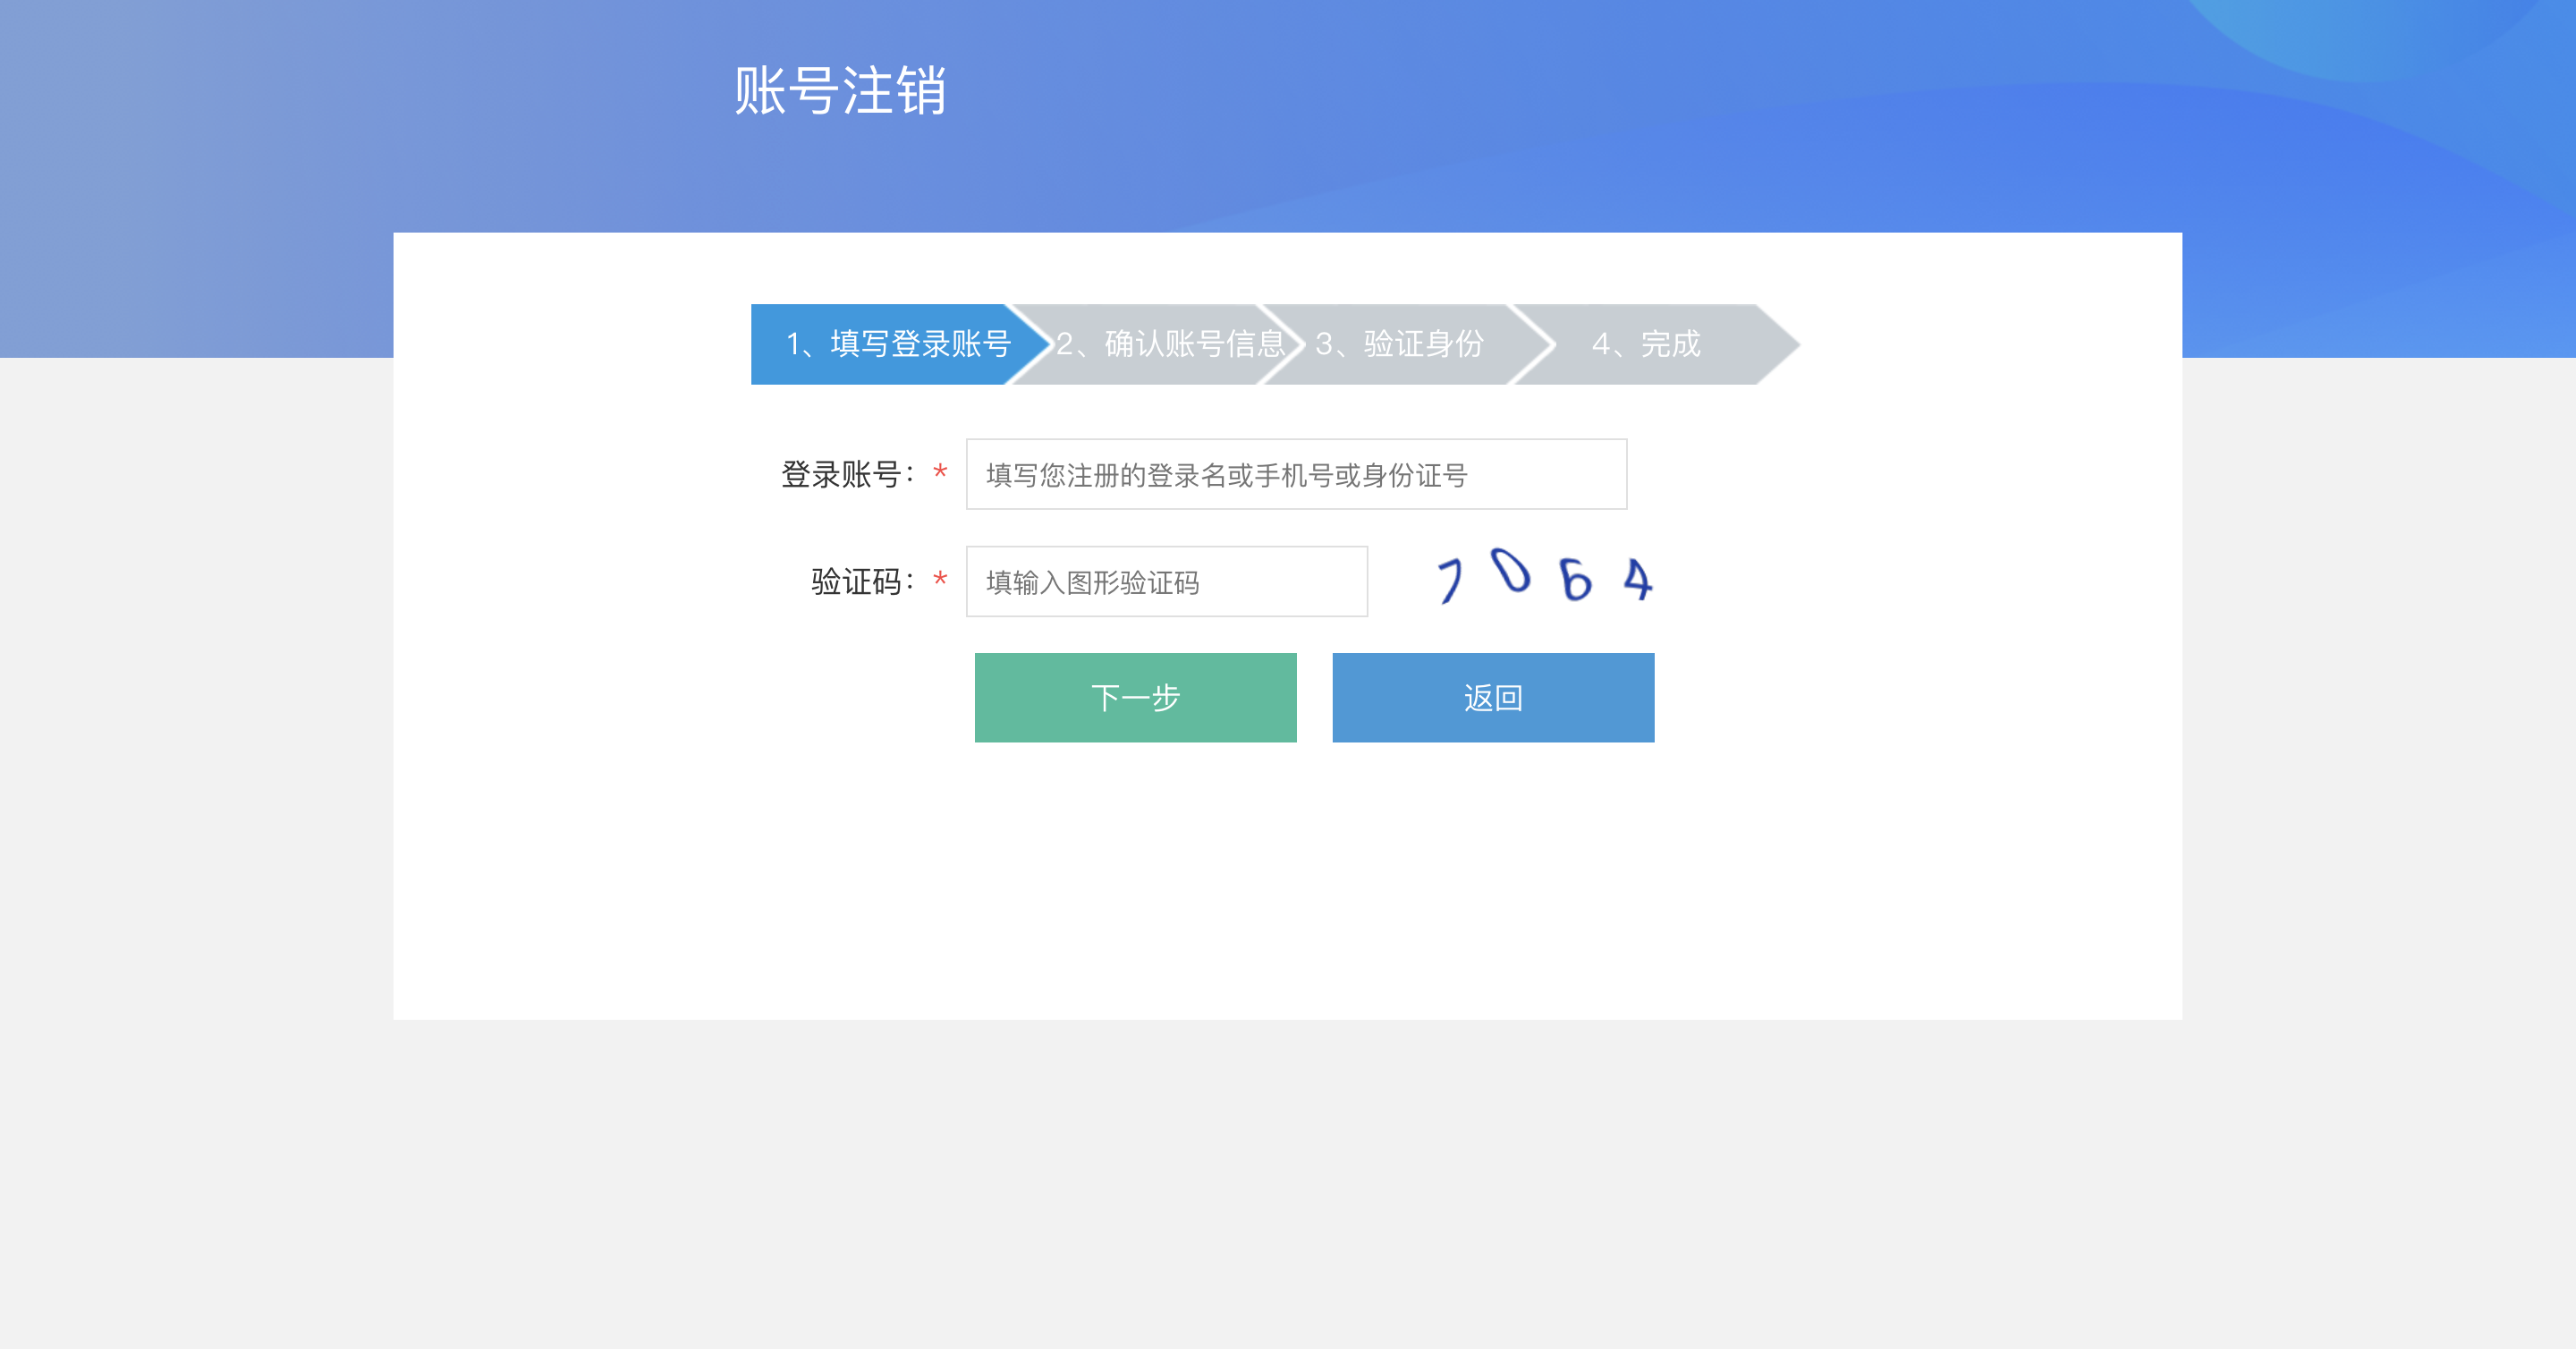 账号注销
1、填写登录账号 2、确认账号信息 3、验证身份 4、完成
登录账号：* 填写您注册的登录名或手机号或身份证号
验证码：* 填输入图形验证码 7064
下一步 返回